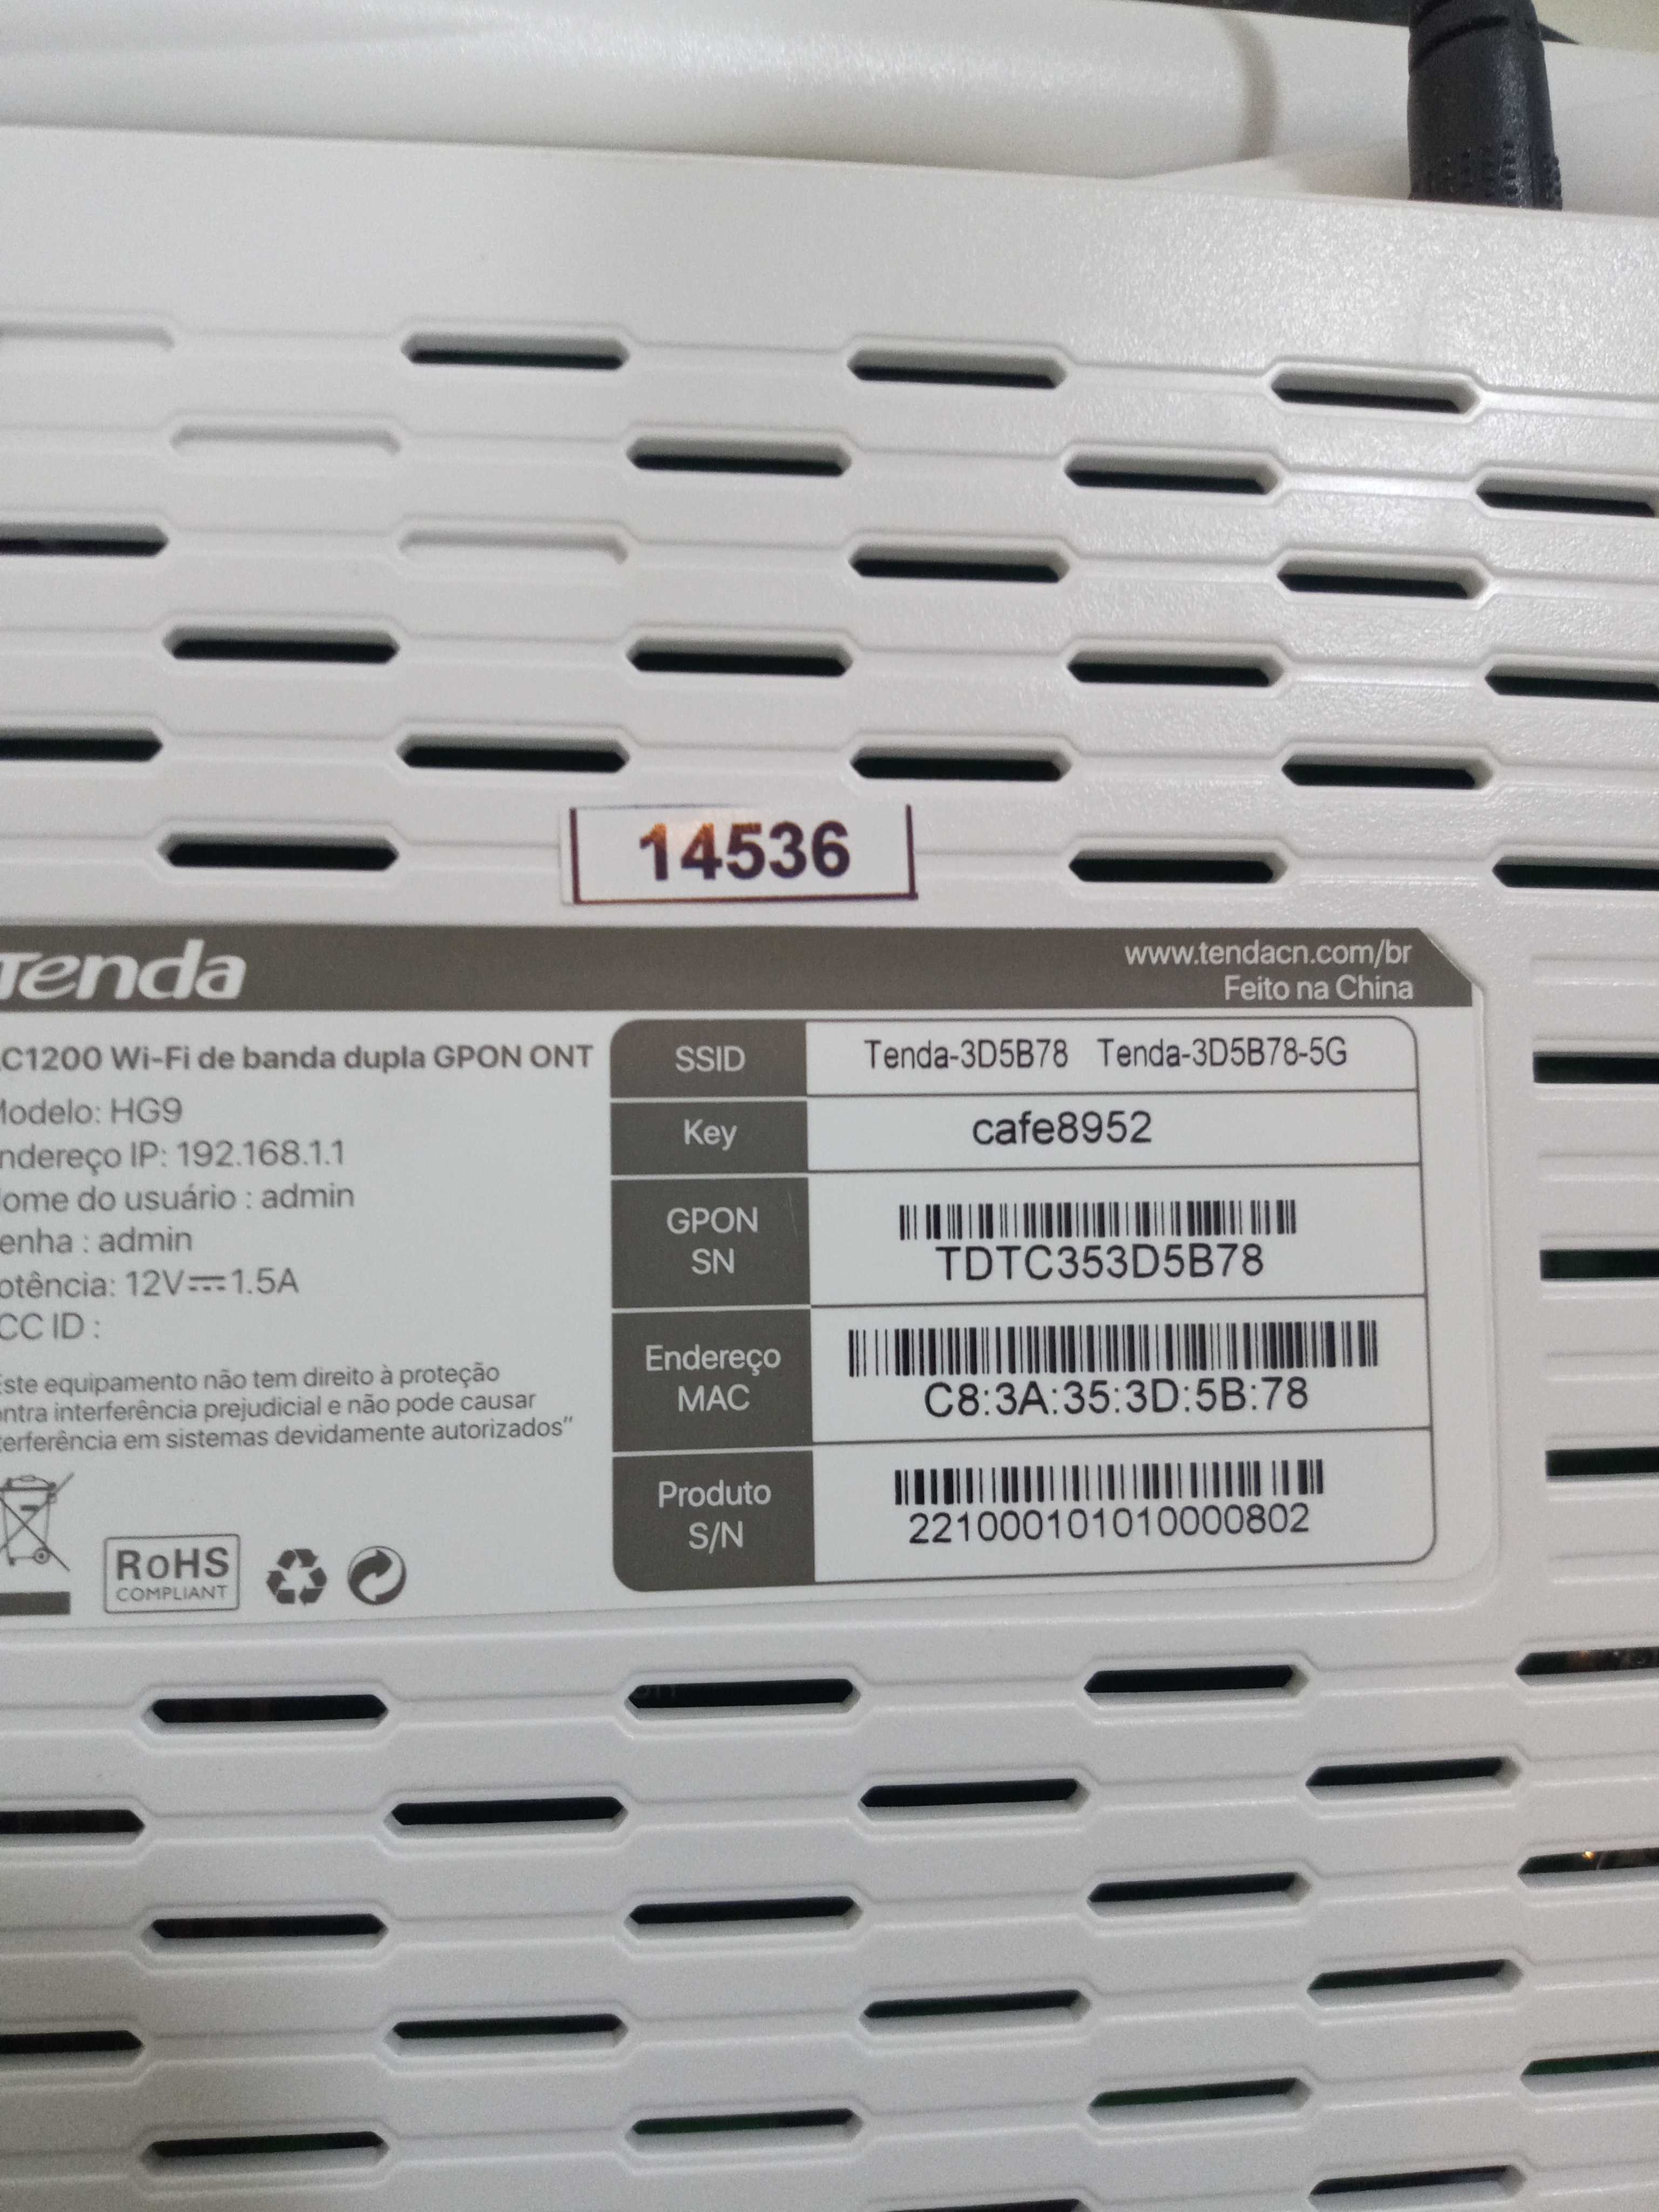 14536
Tenda
www.tendacn.com/br
Feito na China
C1200 Wi-Fi de banda dupla GPON ONT
Modelo: HG9
ndereço IP: 192.168.1.1
ome do usuário : admin
enha : admin
otência: 12V⎓1.5A
CC ID :
Este equipamento não tem direito à proteção
ontra interferência prejudicial e não pode causar
terferência em sistemas devidamente autorizados"
RoHS
COMPLIANT
SSID Tenda-3D5B78 Tenda-3D5B78-5G
Key cafe8952
GPON
SN
TDTC353D5B78
Endereço
MAC
C8:3A:35:3D:5B:78
Produto
S/N
221000101010000802